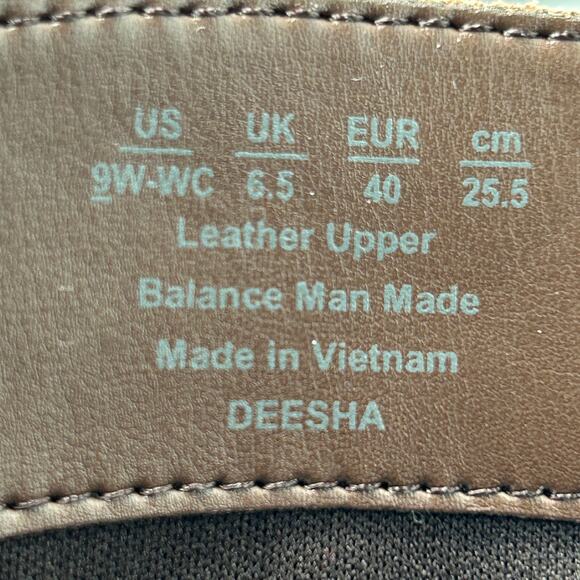 US UK EUR cm
9W-WC 6.5 40 25.5
Leather Upper
Balance Man Made
Made in Vietnam
DEESHA